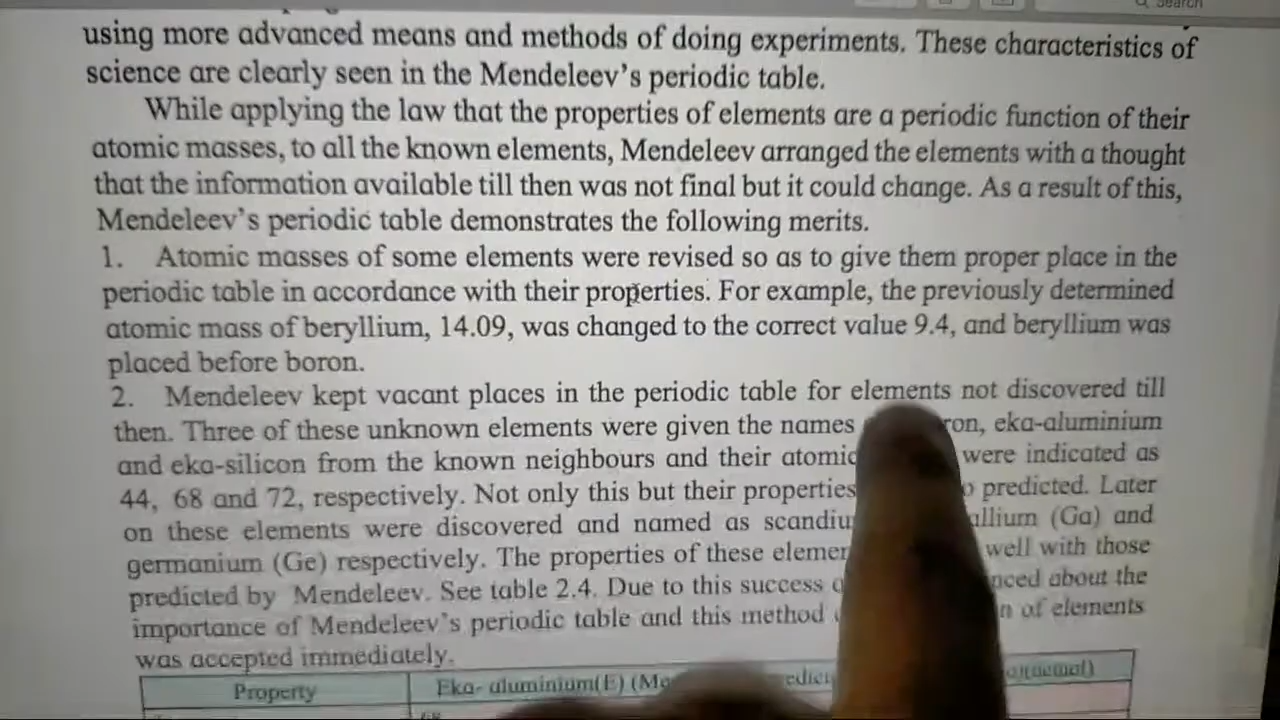 Search
using more advanced means and methods of doing experiments. These characteristics of
science are clearly seen in the Mendeleev's periodic table.
While applying the law that the properties of elements are a periodic function of their
atomic masses, to all the known elements, Mendeleev arranged the elements with a thought
that the information available till then was not final but it could change. As a result of this,
Mendeleev's periodic table demonstrates the following merits.
1. Atomic masses of some elements were revised so as to give them proper place in the
periodic table in accordance with their properties. For example, the previously determined
atomic mass of beryllium, 14.09, was changed to the correct value 9.4, and beryllium was
placed before boron.
2. Mendeleev kept vacant places in the periodic table for elements not discovered till
then. Three of these unknown elements were given the names eka-aluminium
and eka-silicon from the known neighbours and their atomic were indicated as
44, 68 and 72, respectively. Not only this but their properties predicted. Later
on these elements were discovered and named as (Ga) and
germanium (Ge) respectively. The properties of these well with those
predicted by Mendeleev. See table 2.4. Due to this success about the
importance of Mendeleev's periodic table and this method of elements
was accepted immediately.
Property Eka- aluminium(E)